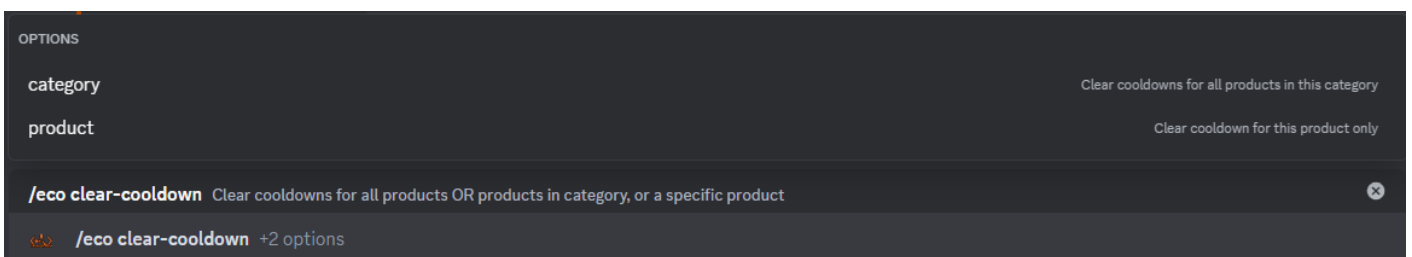 OPTIONS
category Clear cooldowns for all products in this category
product Clear cooldown for this product only
/eco clear-cooldown Clear cooldowns for all products OR products in category, or a specific product
/eco clear-cooldown +2 options